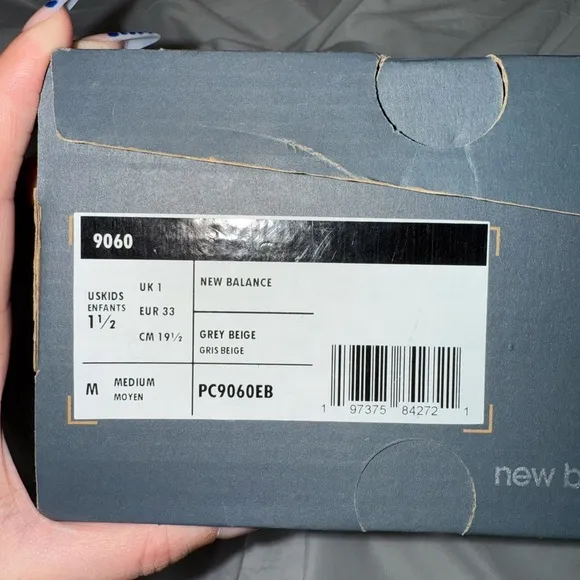 9060
USKIDS
ENFANTS
1½
UK 1
EUR 33
CM 19½
NEW BALANCE
GREY BEIGE
GRIS BEIGE
M
MEDIUM
MOYEN
PC9060EB
1 97375 84272 1
new b